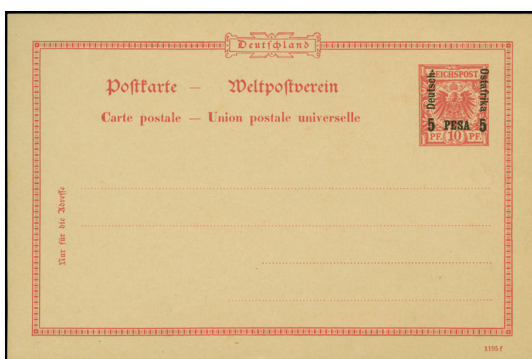 Deutschland
Postkarte — Weltpostverein
Carte postale — Union postale universelle
REICHSPOST
Deutsch-
Ostafrika
5 PESA 5
PF. 10 PF.
Nur für die Adresse
1195 f